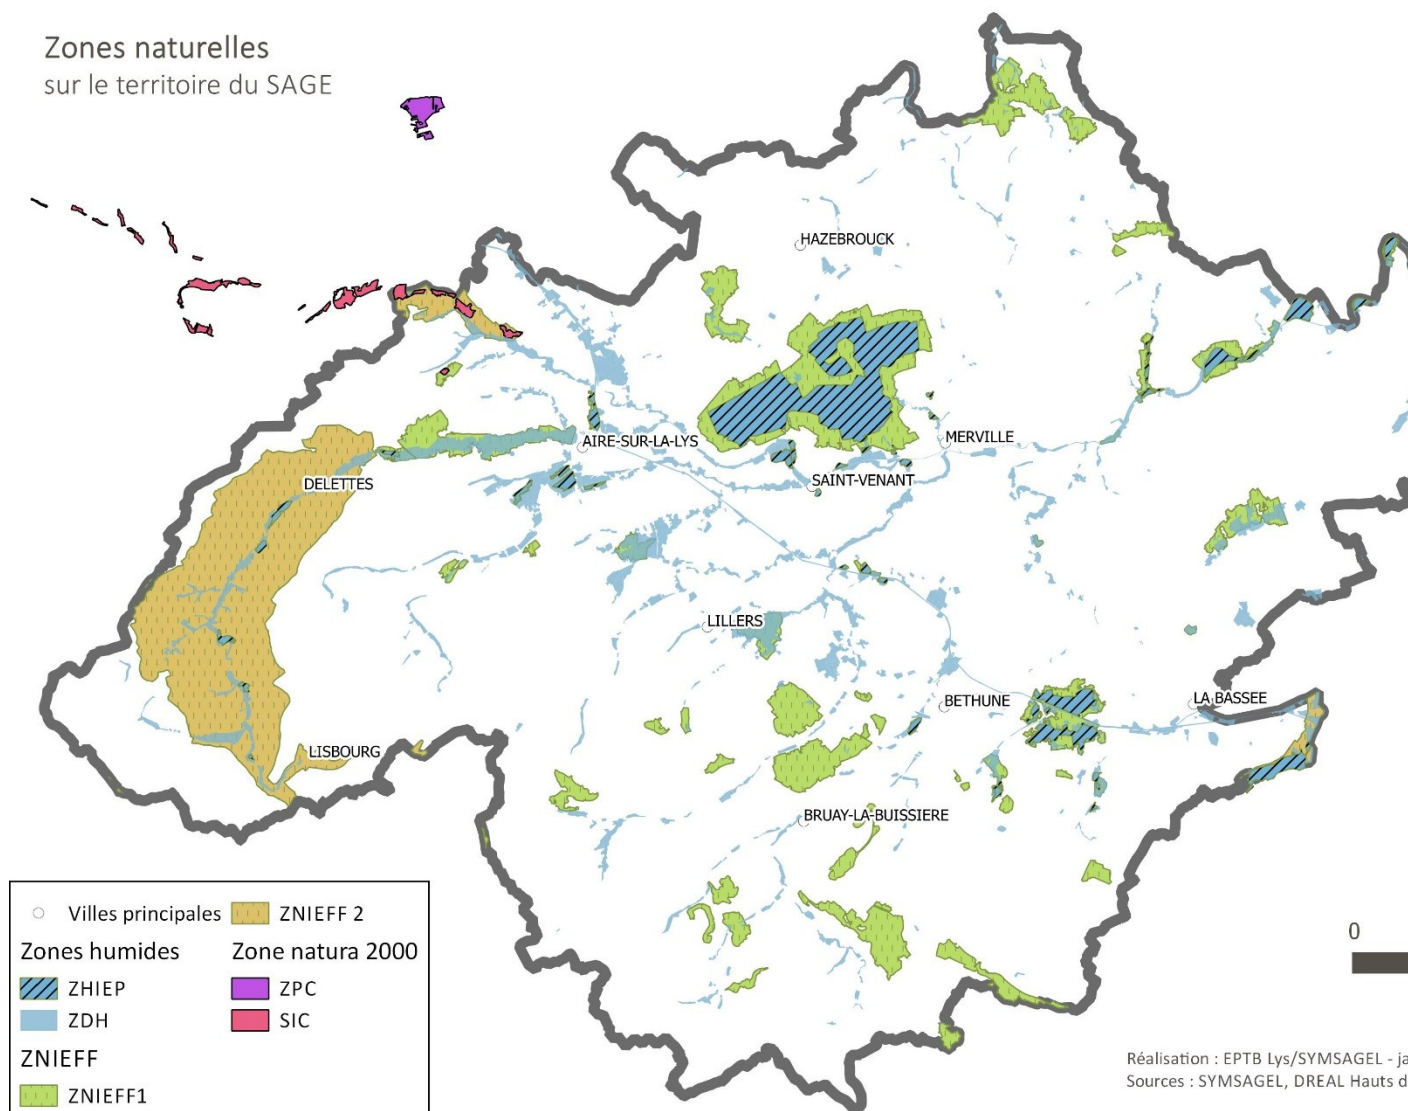 Zones naturelles
sur le territoire du SAGE
HAZEBROUCK
AIRE-SUR-LA-LYS
MERVILLE
DELETTES
SAINT-VENANT
LILLERS
BETHUNE
LA BASSEE
LISBOURG
BRUAY-LA-BUISSIERE
Villes principales
ZNIEFF 2
Zones humides
Zone natura 2000
ZHIEP
ZPC
ZDH
SIC
ZNIEFF
ZNIEFF1
0
Réalisation : EPTB Lys/SYMSAGEL - ja
Sources : SYMSAGEL, DREAL Hauts d